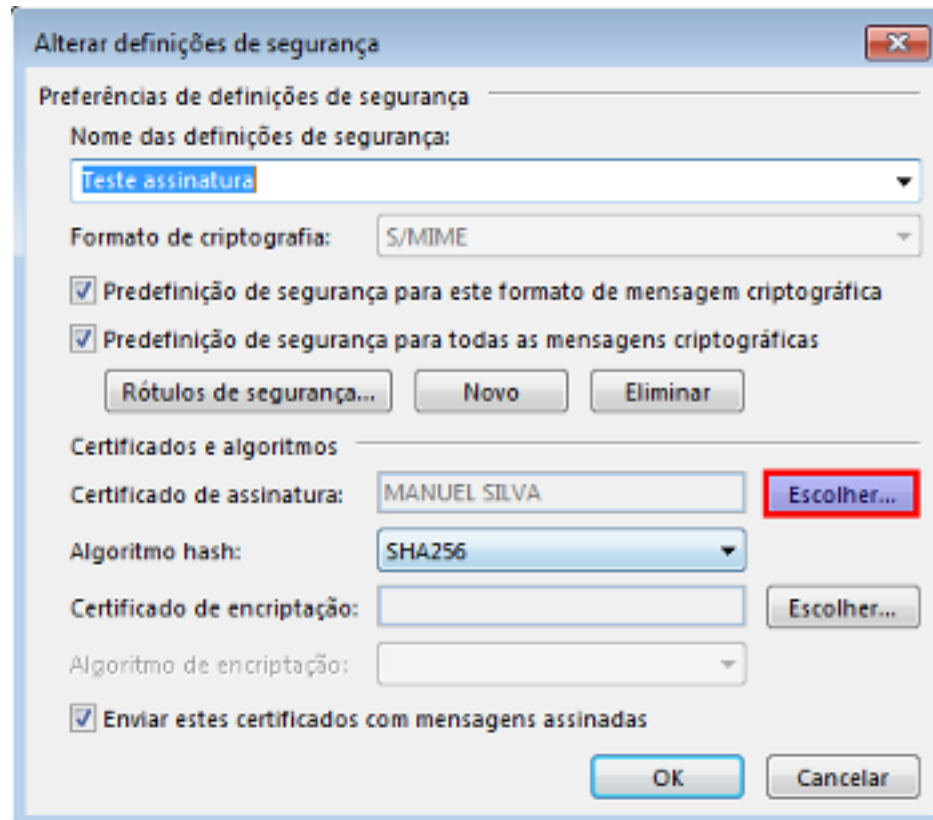 Alterar definições de segurança
Preferências de definições de segurança
Nome das definições de segurança:
Teste assinatura
Formato de criptografia: S/MIME
Predefinição de segurança para este formato de mensagem criptográfica
Predefinição de segurança para todas as mensagens criptográficas
Rótulos de segurança... Novo Eliminar
Certificados e algoritmos
Certificado de assinatura: MANUEL SILVA Escolher...
Algoritmo hash: SHA256
Certificado de encriptação: Escolher...
Algoritmo de encriptação:
Enviar estes certificados com mensagens assinadas
OK Cancelar